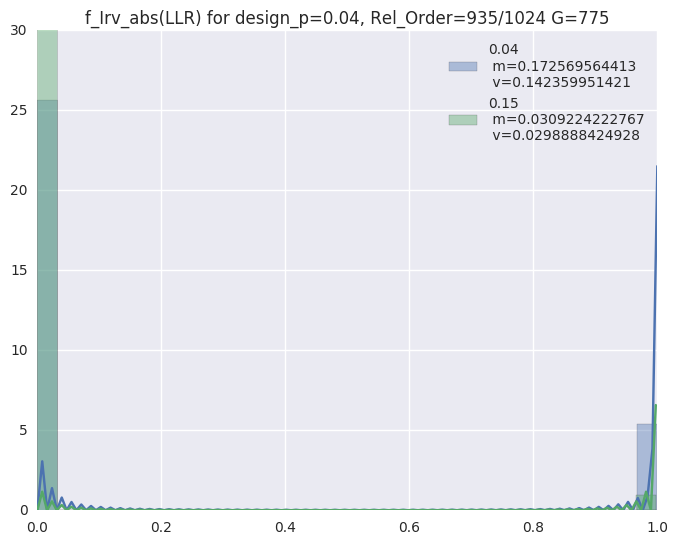 f_Irv_abs(LLR) for design_p=0.04, Rel_Order=935/1024 G=775
30
25
20
15
10
5
0
0.04
m=0.172569564413
v=0.142359951421
0.15
m=0.0309224222767
v=0.0298888424928
0.0 0.2 0.4 0.6 0.8 1.0